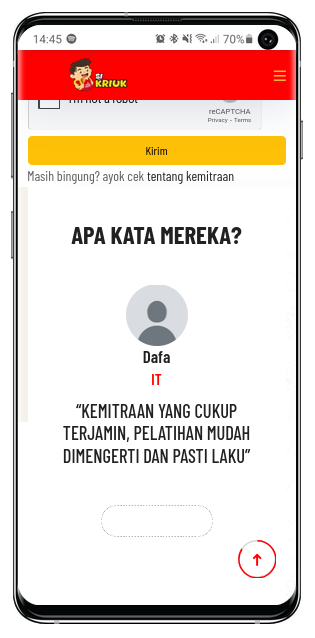 14:45
70%
Si
KRIUK
I'm not a robot
reCAPTCHA
Privacy - Terms
Kirim
Masih bingung? ayok cek tentang kemitraan
APA KATA MEREKA?
Dafa
IT
“KEMITRAAN YANG CUKUP
TERJAMIN, PELATIHAN MUDAH
DIMENGERTI DAN PASTI LAKU”